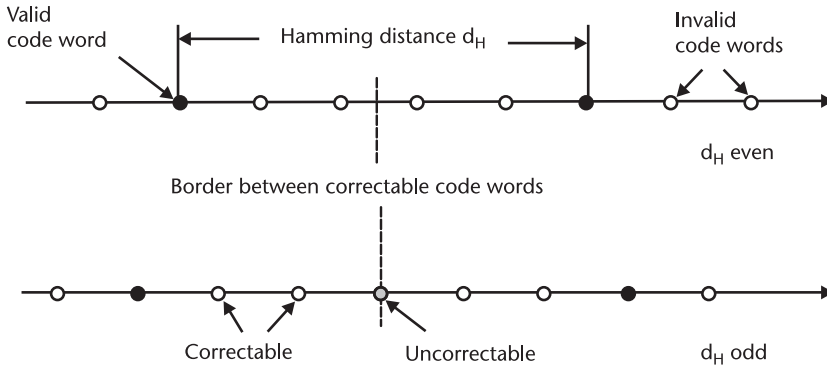 Valid
code word
Hamming distance dH
Invalid
code words
dH even
Border between correctable code words
Correctable
Uncorrectable
dH odd